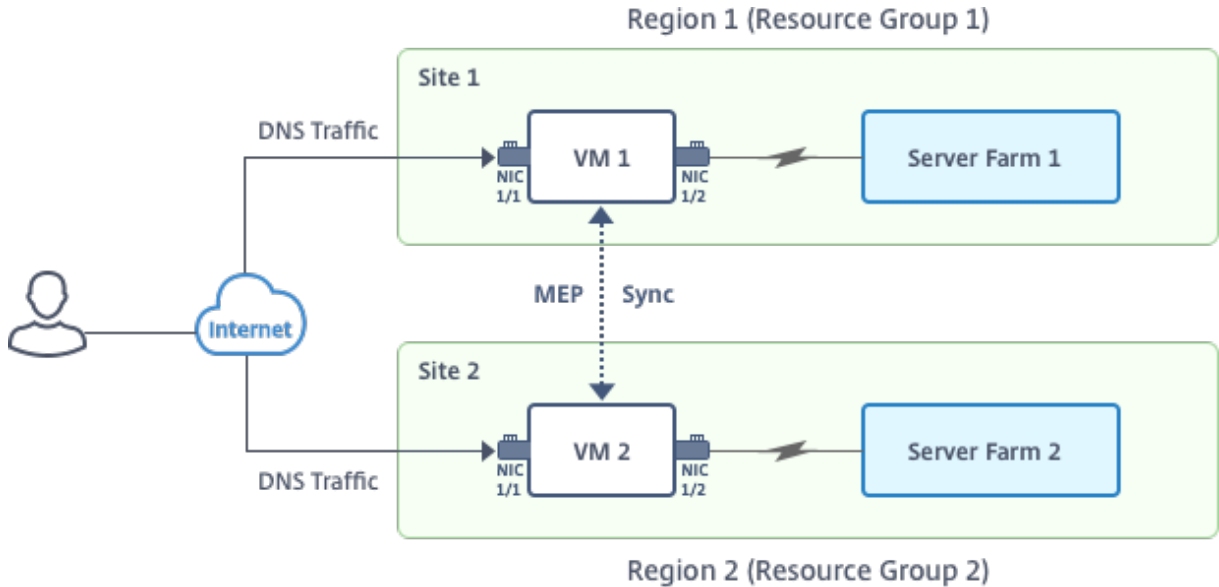 Region 1 (Resource Group 1)
Site 1
DNS Traffic
VM 1
NIC
1/1
NIC
1/2
Server Farm 1
MEP
Sync
Internet
Site 2
VM 2
NIC
1/1
NIC
1/2
Server Farm 2
DNS Traffic
Region 2 (Resource Group 2)